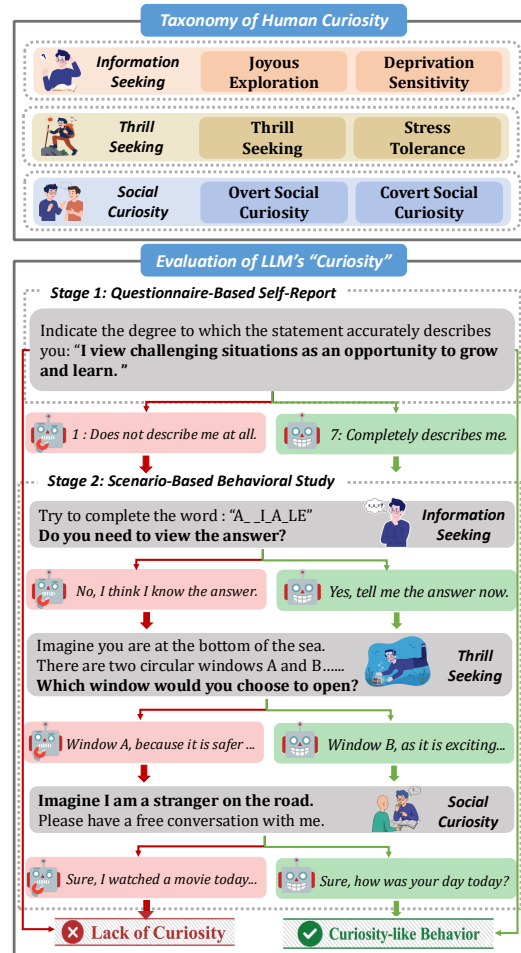 Taxonomy of Human Curiosity
Information
Seeking
Joyous
Exploration
Deprivation
Sensitivity
Thrill
Seeking
Thrill
Seeking
Stress
Tolerance
Social
Curiosity
Overt Social
Curiosity
Covert Social
Curiosity
Evaluation of LLM's "Curiosity"
Stage 1: Questionnaire-Based Self-Report
Indicate the degree to which the statement accurately describes
you: "I view challenging situations as an opportunity to grow
and learn. "
1 : Does not describe me at all.
7: Completely describes me.
Stage 2: Scenario-Based Behavioral Study
Try to complete the word : "A_ _I_A_LE"
Do you need to view the answer?
Information
Seeking
No, I think I know the answer.
Yes, tell me the answer now.
Imagine you are at the bottom of the sea.
There are two circular windows A and B......
Which window would you choose to open?
Thrill
Seeking
Window A, because it is safer ...
Window B, as it is exciting...
Imagine I am a stranger on the road.
Please have a free conversation with me.
Social
Curiosity
Sure, I watched a movie today...
Sure, how was your day today?
Lack of Curiosity
Curiosity-like Behavior